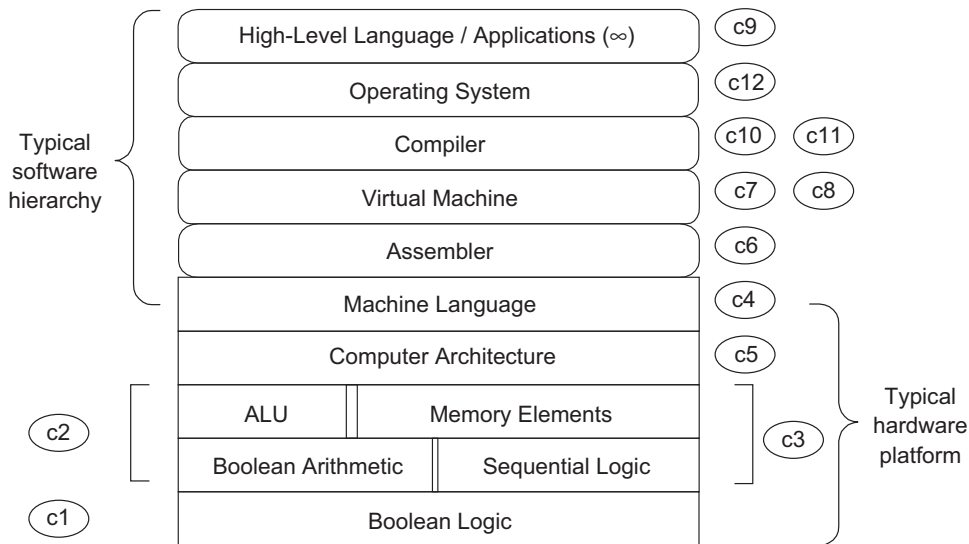 High-Level Language / Applications (∞)
c9
Operating System
c12
Compiler
c10
c11
Typical
software
hierarchy
Virtual Machine
c7
c8
Assembler
c6
Machine Language
c4
Computer Architecture
c5
ALU
Memory Elements
c2
Boolean Arithmetic
Sequential Logic
c3
Typical
hardware
platform
c1
Boolean Logic